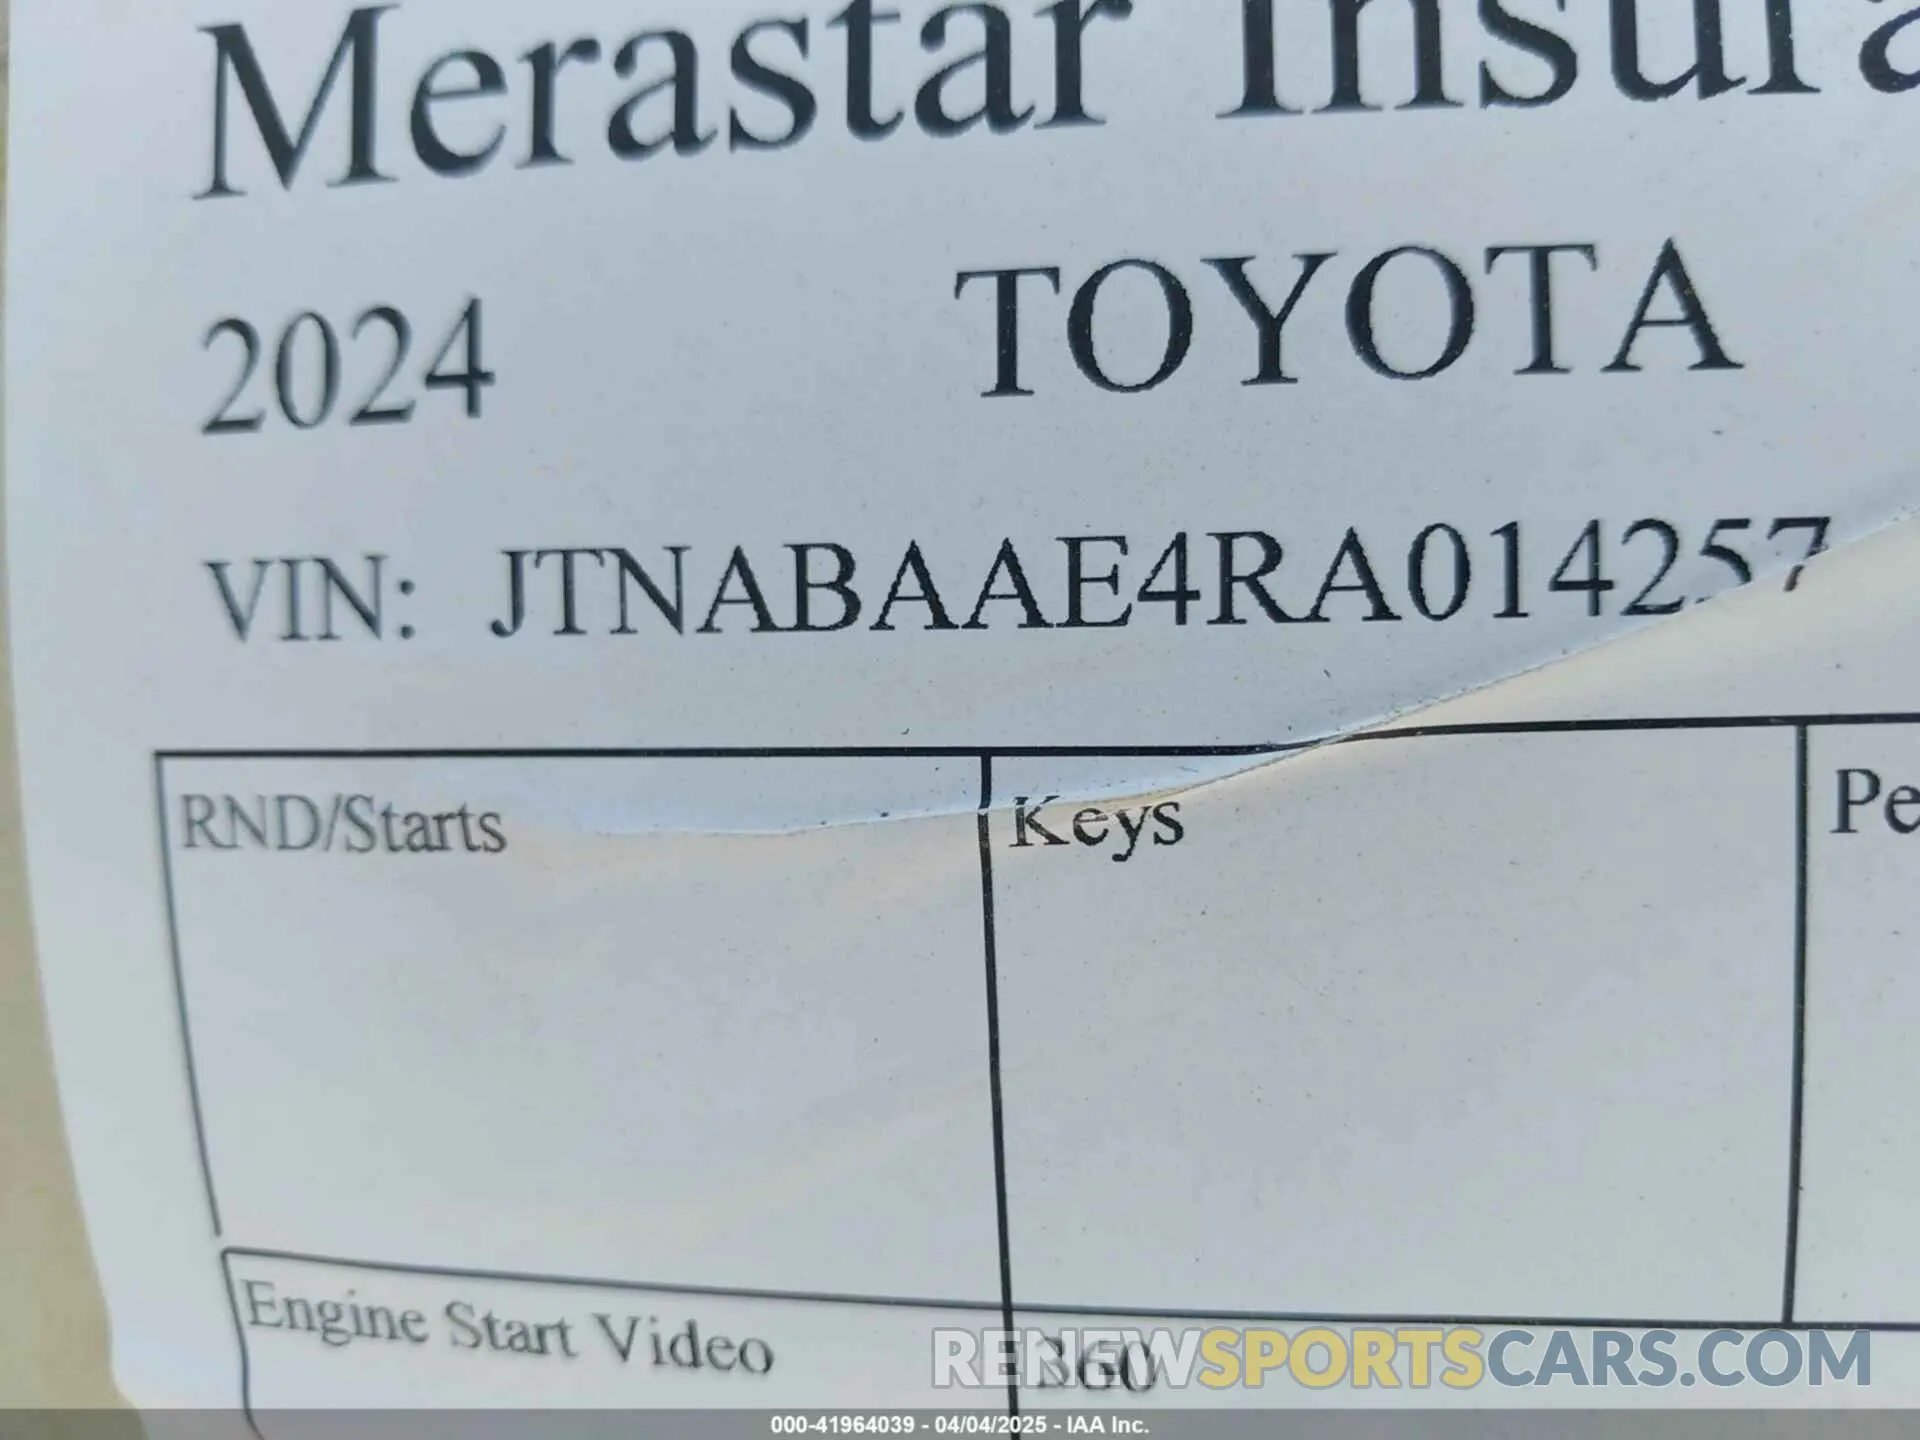 Merastar Insura
2024 TOYOTA
VIN: JTNABAAE4RA014257
RND/Starts Keys Pe
Engine Start Video 360
RENEWSPORTSCARS.COM
000-41964039 - 04/04/2025 - IAA Inc.